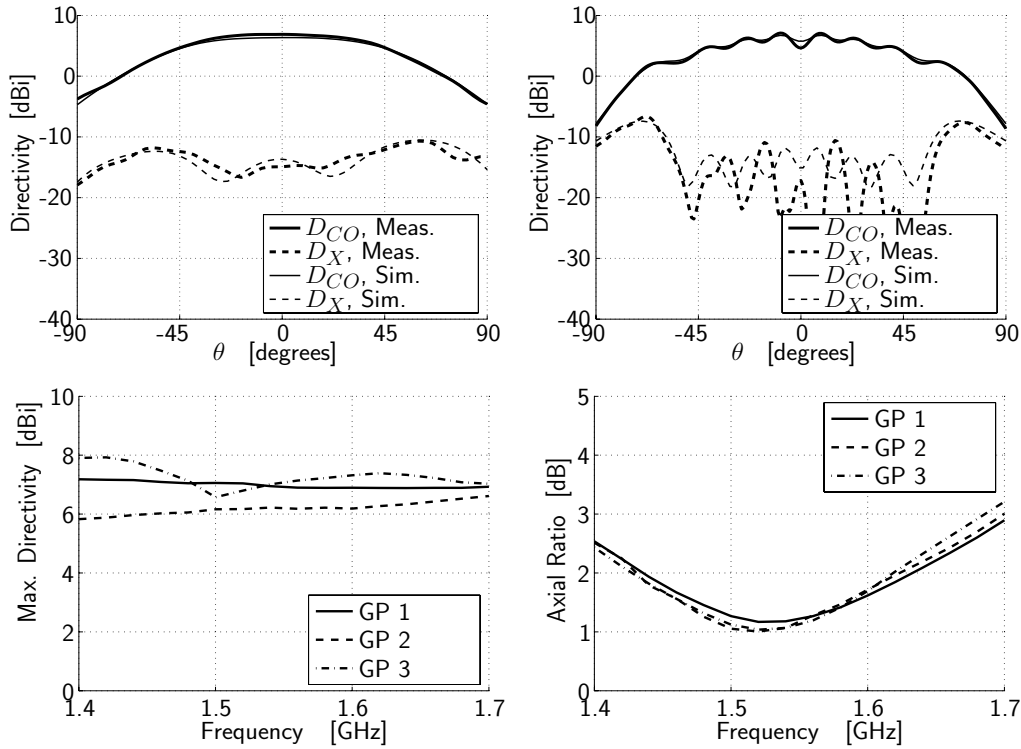 10
0
-10
-20
-30
-40
Directivity [dBi]
D_CO, Meas.
D_X, Meas.
D_CO, Sim.
D_X, Sim.
-90 -45 0 45 90
θ [degrees]
10
0
-10
-20
-30
-40
Directivity [dBi]
D_CO, Meas.
D_X, Meas.
D_CO, Sim.
D_X, Sim.
-90 -45 0 45 90
θ [degrees]
10
8
6
4
2
0
Max. Directivity [dBi]
GP 1
GP 2
GP 3
1.4 1.5 1.6 1.7
Frequency [GHz]
5
4
3
2
1
0
Axial Ratio [dB]
GP 1
GP 2
GP 3
1.4 1.5 1.6 1.7
Frequency [GHz]